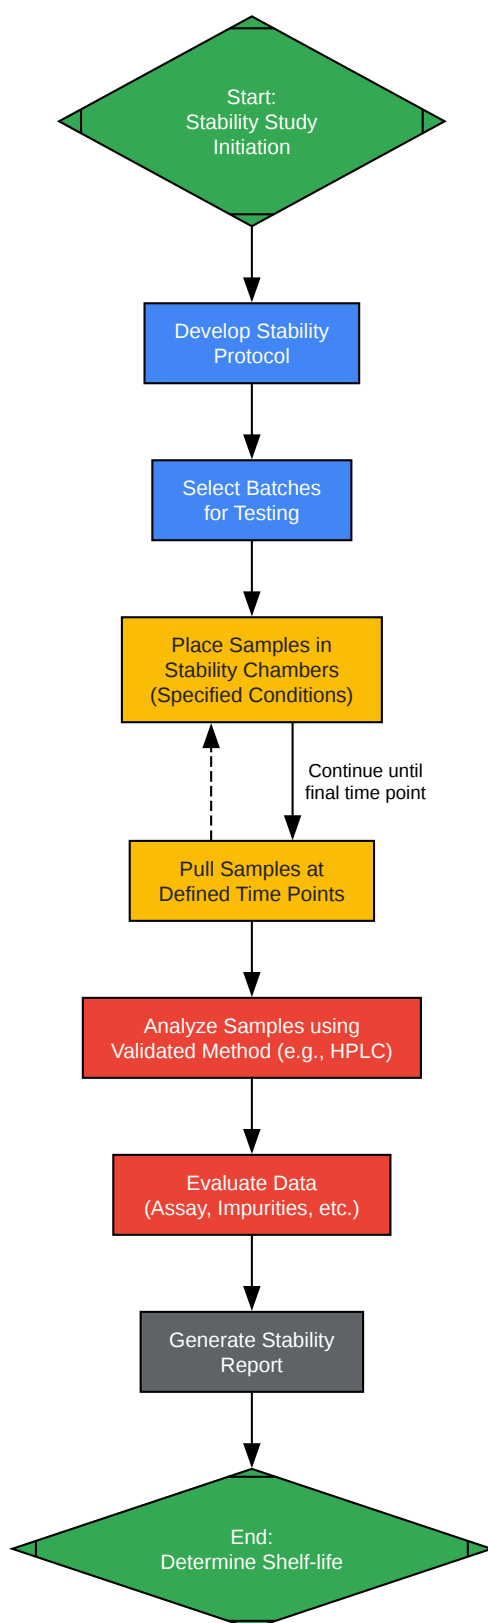 Start:
Stability Study
Initiation
Develop Stability
Protocol
Select Batches
for Testing
Place Samples in
Stability Chambers
(Specified Conditions)
Continue until
final time point
Pull Samples at
Defined Time Points
Analyze Samples using
Validated Method (e.g., HPLC)
Evaluate Data
(Assay, Impurities, etc.)
Generate Stability
Report
End:
Determine Shelf-life